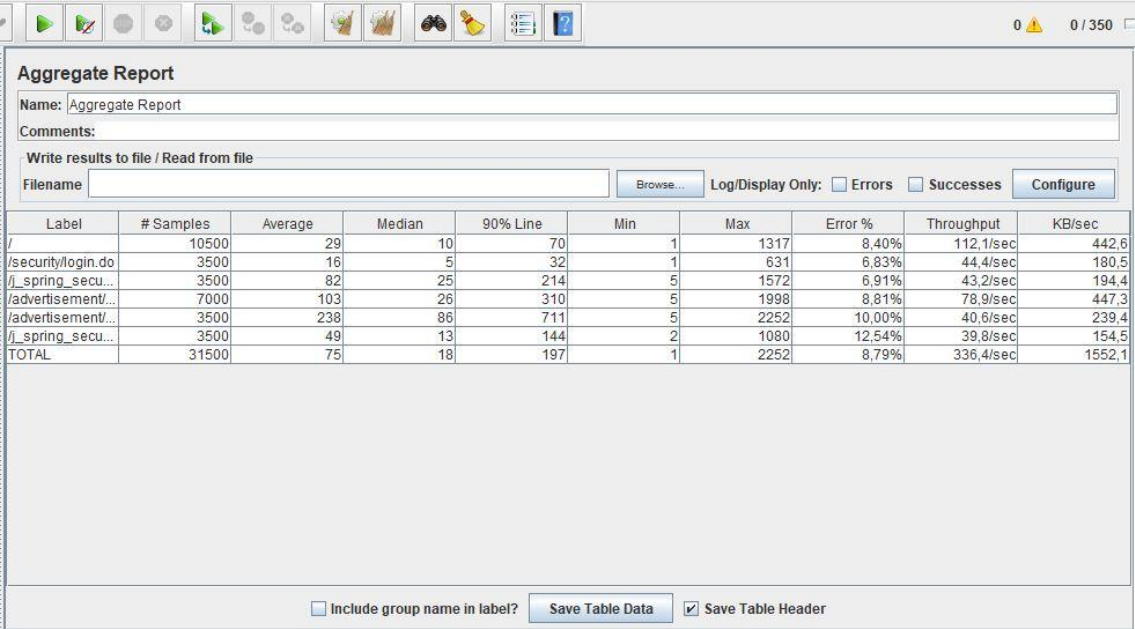 0 0 / 350
Aggregate Report
Name: Aggregate Report
Comments:
Write results to file / Read from file
Filename Browse... Log/Display Only: Errors Successes Configure
Label # Samples Average Median 90% Line Min Max Error % Throughput KB/sec
/ 10500 29 10 70 1 1317 8,40% 112,1/sec 442,6
/security/login.do 3500 16 5 32 1 631 6,83% 44,4/sec 180,5
/j_spring_secu... 3500 82 25 214 5 1572 6,91% 43,2/sec 194,4
/advertisement/... 7000 103 26 310 5 1998 8,81% 78,9/sec 447,3
/advertisement/... 3500 238 86 711 5 2252 10,00% 40,6/sec 239,4
/j_spring_secu... 3500 49 13 144 2 1080 12,54% 39,8/sec 154,5
TOTAL 31500 75 18 197 1 2252 8,79% 336,4/sec 1552,1
Include group name in label? Save Table Data Save Table Header